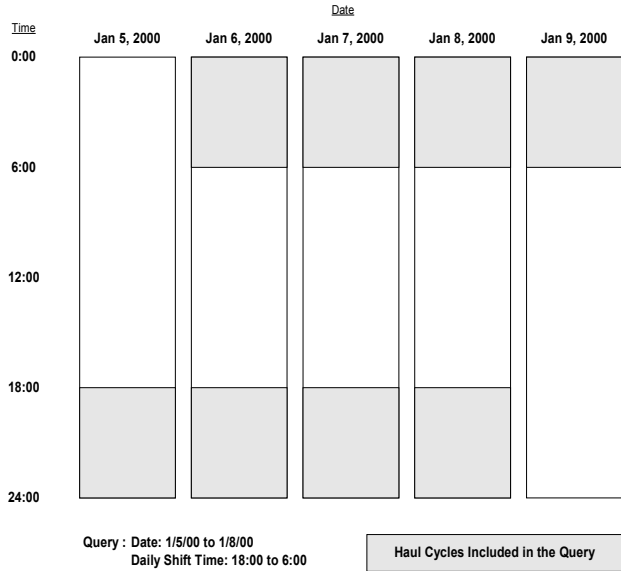 Date
Time
Jan 5, 2000 Jan 6, 2000 Jan 7, 2000 Jan 8, 2000 Jan 9, 2000
0:00
6:00
12:00
18:00
24:00
Query : Date: 1/5/00 to 1/8/00
Daily Shift Time: 18:00 to 6:00
Haul Cycles Included in the Query